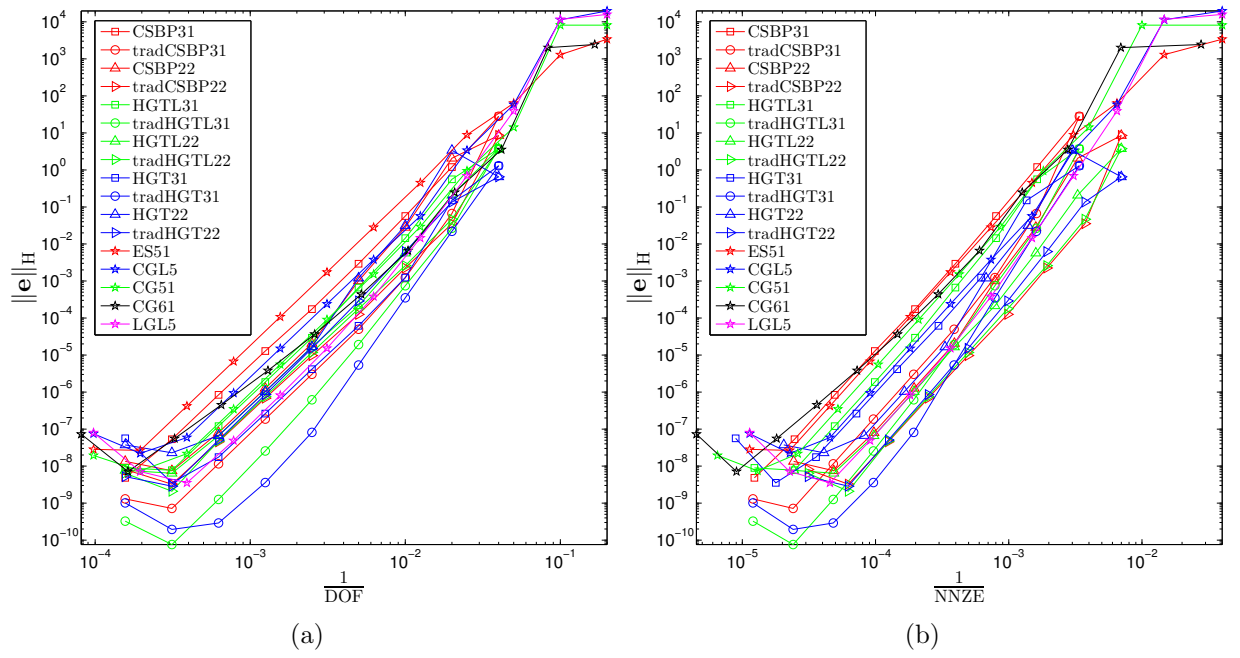 10^4
10^3
10^2
10^1
10^0
10^-1
10^-2
10^-3
10^-4
10^-5
10^-6
10^-7
10^-8
10^-9
10^-10
||e||_H
CSBP31
tradCSBP31
CSBP22
tradCSBP22
HGTL31
tradHGTL31
HGTL22
tradHGTL22
HGT31
tradHGT31
HGT22
tradHGT22
ES51
CGL5
CG51
CG61
LGL5
10^-4 10^-3 10^-2 10^-1
1/DOF
(a)
10^4
10^3
10^2
10^1
10^0
10^-1
10^-2
10^-3
10^-4
10^-5
10^-6
10^-7
10^-8
10^-9
10^-10
||e||_H
CSBP31
tradCSBP31
CSBP22
tradCSBP22
HGTL31
tradHGTL31
HGTL22
tradHGTL22
HGT31
tradHGT31
HGT22
tradHGT22
ES51
CGL5
CG51
CG61
LGL5
10^-5 10^-4 10^-3 10^-2
1/NNZE
(b)